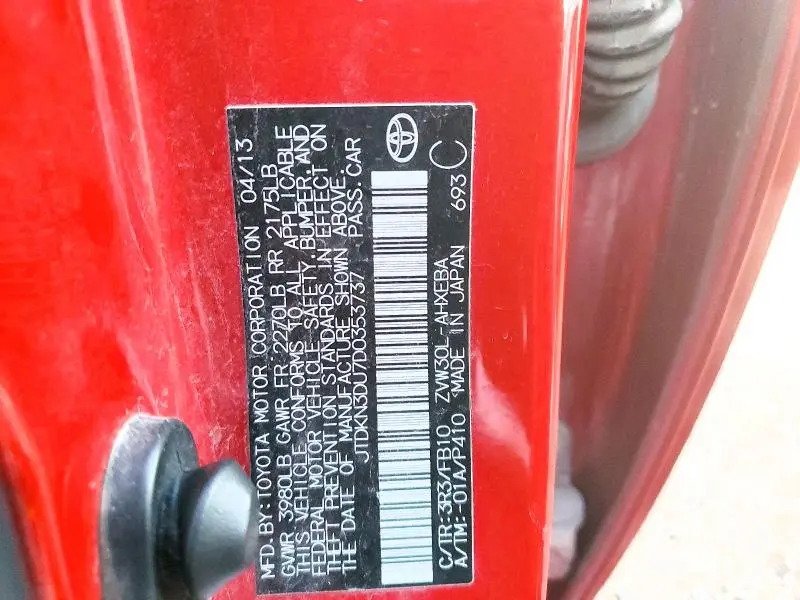 MFD. BY: TOYOTA MOTOR CORPORATION 04/13
GVWR 3980LB GAWR FR 2270LB RR 2175LB
THIS VEHICLE CONFORMS TO ALL APPLICABLE
FEDERAL MOTOR VEHICLE SAFETY, BUMPER, AND
THEFT PREVENTION STANDARDS IN EFFECT ON
THE DATE OF MANUFACTURE SHOWN ABOVE.
JTDKN3DU7D0353737 PASS. CAR
C/TR: 3R3/FB10 ZVW30L-AHXEBA 693 C
A/TM: -01A/P410 MADE IN JAPAN